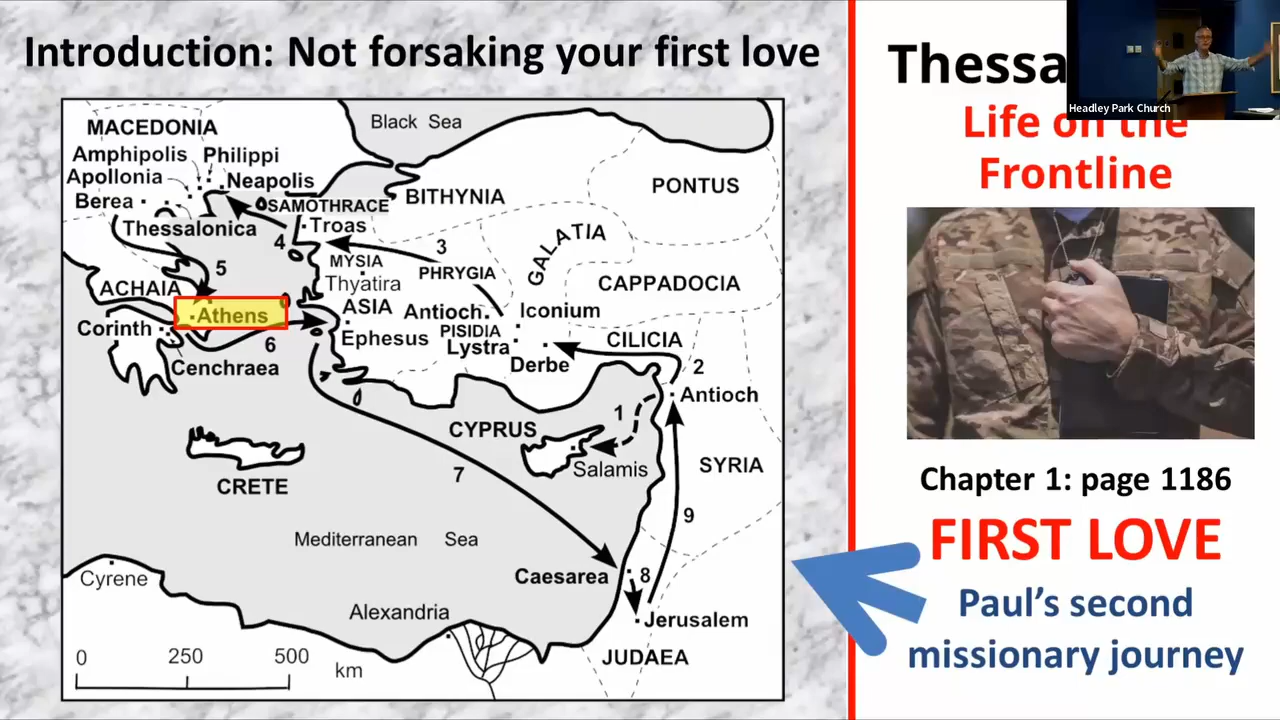 Introduction: Not forsaking your first love
MACEDONIA
Amphipolis
Philippi
Apollonia
Neapolis
Berea
SAMOTHRACE
Thessalonica
4
Troas
Black Sea
BITHYNIA
PONTUS
3
GALATIA
MYSIA
PHRYGIA
Thyatira
CAPPADOCIA
5
ACHAIA
ASIA
Antioch
Iconium
Athens
Corinth
6
Ephesus
PISIDIA
Lystra
CILICIA
Derbe
2
Cenchraea
Antioch
1
CYPRUS
Salamis
SYRIA
7
CRETE
9
Mediterranean Sea
Cyrene
Caesarea
8
Alexandria
Jerusalem
JUDAEA
0 250 500
km
Headley Park Church
Life on the
Frontline
Chapter 1: page 1186
FIRST LOVE
Paul's second
missionary journey